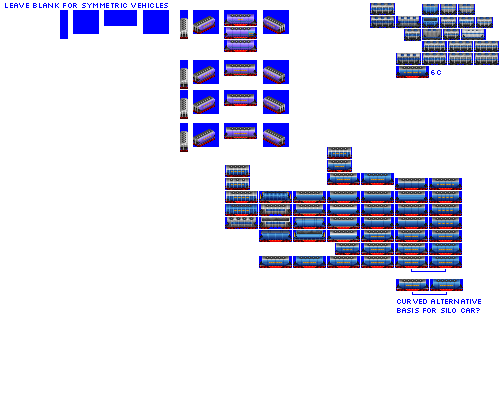 LEAVE BLANK FOR SYMMETRIC VEHICLES
6C
CURVED ALTERNATIVE
BASIS FOR SILO CAR?